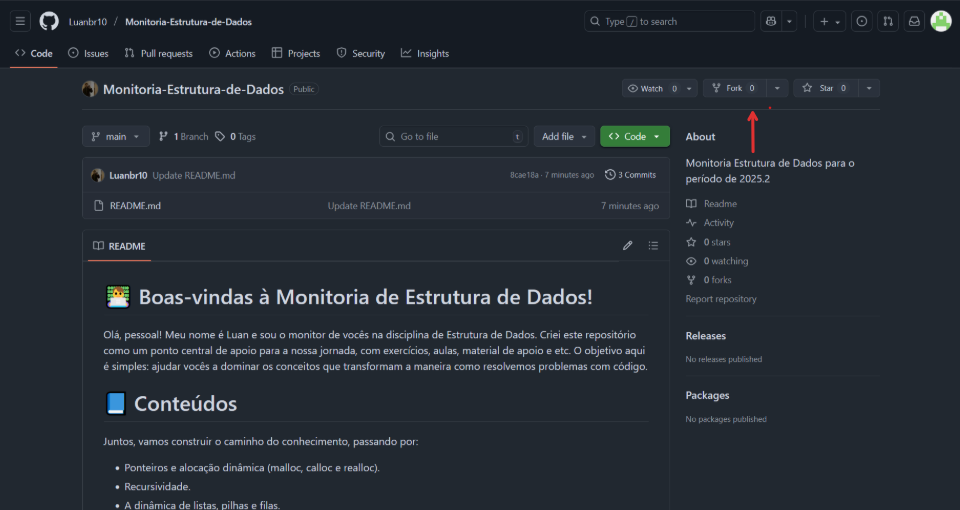 Luanbr10 / Monitoria-Estrutura-de-Dados
Type / to search
Code Issues Pull requests Actions Projects Security Insights
Monitoria-Estrutura-de-Dados Public
Watch 0 Fork 0 Star 0
main 1 Branch 0 Tags Go to file t Add file Code
Luanbr10 Update README.md 8cae18a · 7 minutes ago 3 Commits
README.md Update README.md 7 minutes ago
README
Boas-vindas à Monitoria de Estrutura de Dados!
Olá, pessoal! Meu nome é Luan e sou o monitor de vocês na disciplina de Estrutura de Dados. Criei este repositório
como um ponto central de apoio para a nossa jornada, com exercícios, aulas, material de apoio e etc. O objetivo aqui
é simples: ajudar vocês a dominar os conceitos que transformam a maneira como resolvemos problemas com código.
Conteúdos
Juntos, vamos construir o caminho do conhecimento, passando por:
• Ponteiros e alocação dinâmica (malloc, calloc e realloc).
• Recursividade.
• A dinâmica de listas, pilhas e filas.
About
Monitoria Estrutura de Dados para o
período de 2025.2
Readme
Activity
0 stars
0 watching
0 forks
Report repository
Releases
No releases published
Packages
No packages published